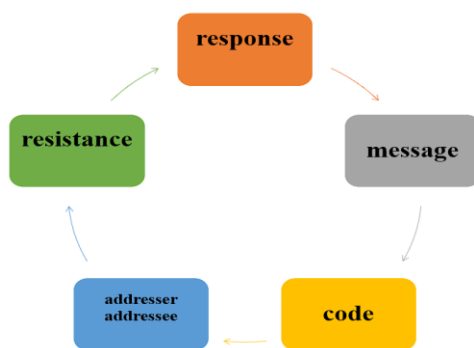 response
message
code
addresser
addressee
resistance